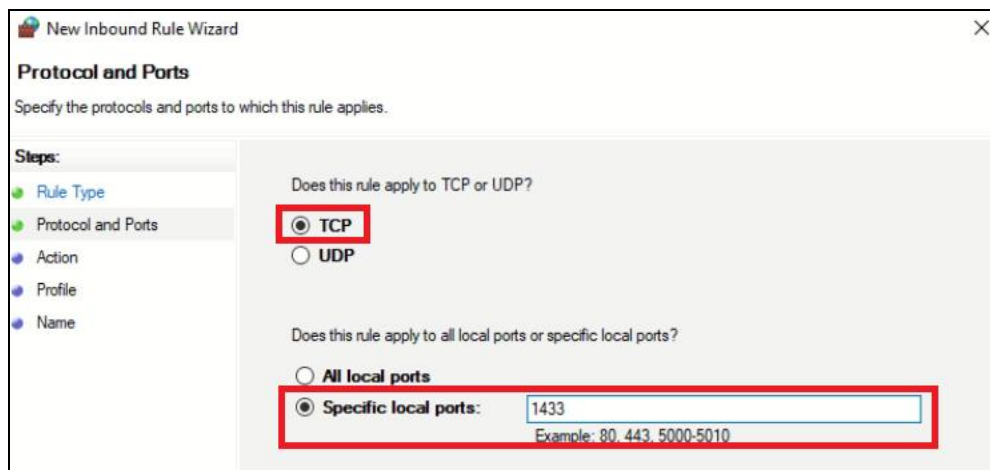 New Inbound Rule Wizard
Protocol and Ports
Specify the protocols and ports to which this rule applies.
Steps:
Rule Type
Protocol and Ports
Action
Profile
Name
Does this rule apply to TCP or UDP?
TCP
UDP
Does this rule apply to all local ports or specific local ports?
All local ports
Specific local ports: 1433
Example: 80, 443, 5000-5010